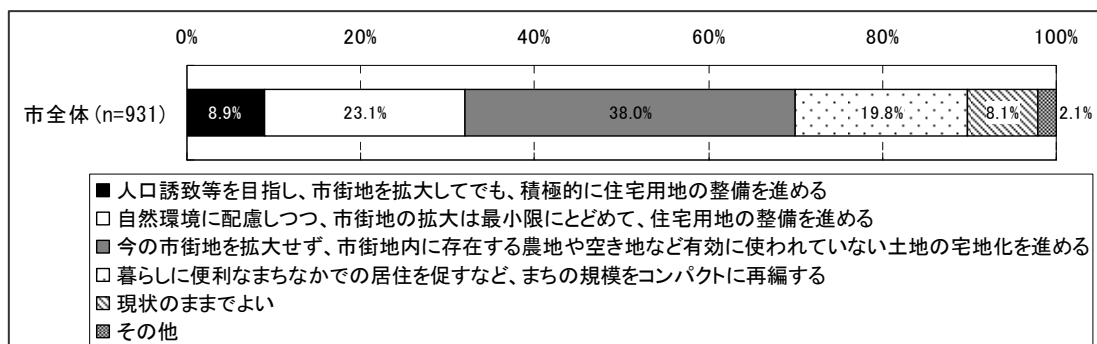 0% 20% 40% 60% 80% 100%
市全体(n=931) 8.9% 23.1% 38.0% 19.8% 8.1% 2.1%
人口誘致等を目指し、市街地を拡大してでも、積極的に住宅用地の整備を進める
自然環境に配慮しつつ、市街地の拡大は最小限にとどめて、住宅用地の整備を進める
今の市街地を拡大せず、市街地内に存在する農地や空き地など有効に使われていない土地の宅地化を進める
暮らしに便利なまちなかでの居住を促すなど、まちの規模をコンパクトに再編する
現状のままでよい
その他